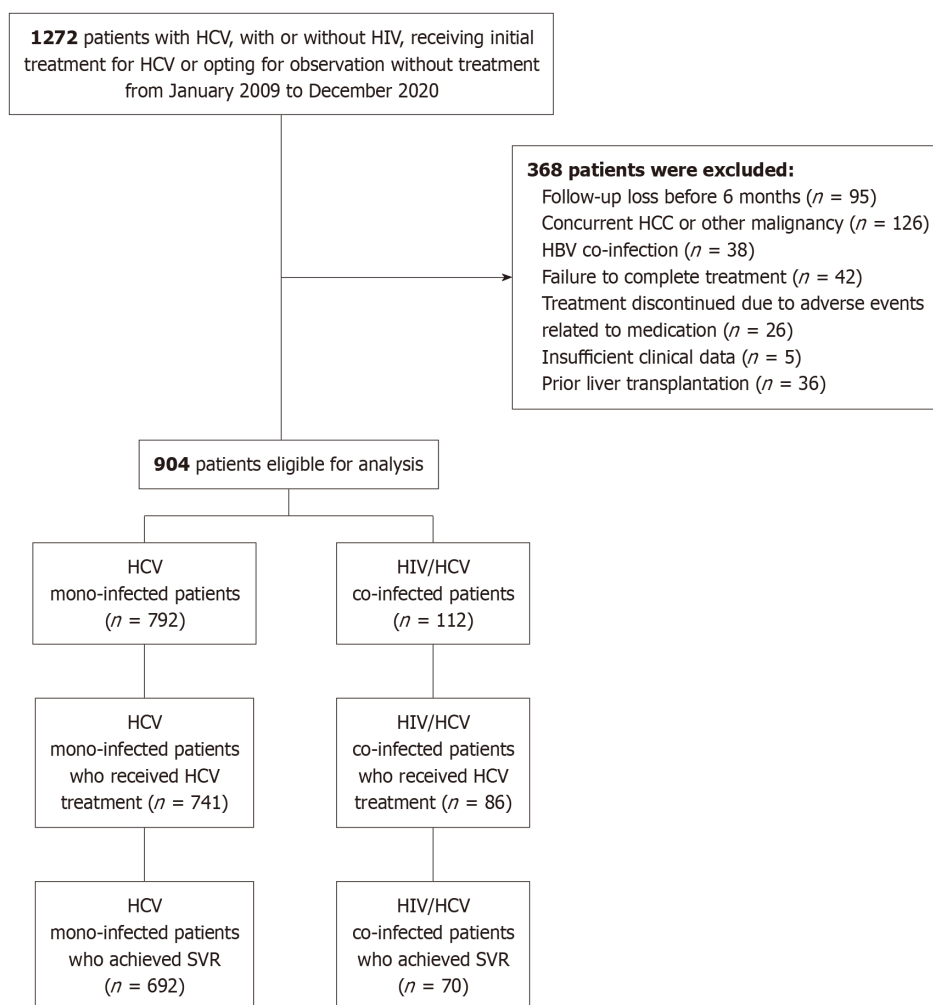 1272 patients with HCV, with or without HIV, receiving initial
treatment for HCV or opting for observation without treatment
from January 2009 to December 2020
368 patients were excluded:
Follow-up loss before 6 months (n = 95)
Concurrent HCC or other malignancy (n = 126)
HBV co-infection (n = 38)
Failure to complete treatment (n = 42)
Treatment discontinued due to adverse events
related to medication (n = 26)
Insufficient clinical data (n = 5)
Prior liver transplantation (n = 36)
904 patients eligible for analysis
HCV
mono-infected patients
(n = 792)
HIV/HCV
co-infected patients
(n = 112)
HCV
mono-infected patients
who received HCV
treatment (n = 741)
HIV/HCV
co-infected patients
who received HCV
treatment (n = 86)
HCV
mono-infected patients
who achieved SVR
(n = 692)
HIV/HCV
co-infected patients
who achieved SVR
(n = 70)